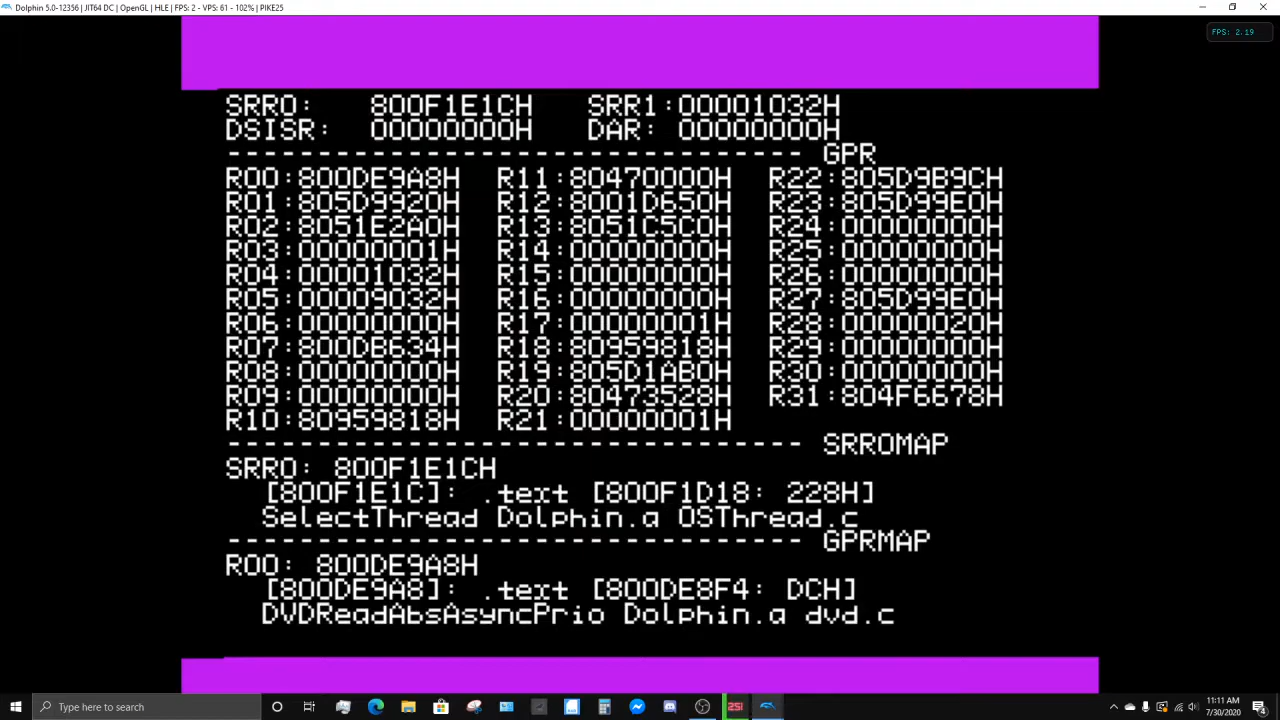 Dolphin 5.0-12356 | JIT64 DC | OpenGL | HLE | FPS: 2 - VPS: 61 - 102% | PIKE25
FPS: 2.19
SRR0: 800F1E1CH SRR1:00001032H
DSISR: 00000000H DAR: 00000000H
-------------------------------- GPR
R00:800DE9A8H R11:80470000H R22:805D9B9CH
R01:805D9920H R12:8001D650H R23:805D99E0H
R02:8051E2A0H R13:8051C5C0H R24:00000000H
R03:00000001H R14:00000000H R25:00000000H
R04:00001032H R15:00000000H R26:00000000H
R05:00009032H R16:00000000H R27:805D99E0H
R06:00000000H R17:00000001H R28:00000020H
R07:800DB634H R18:80959818H R29:00000000H
R08:00000000H R19:805D1AB0H R30:00000000H
R09:00000000H R20:80473528H R31:804F6678H
R10:80959818H R21:00000001H
-------------------------------- SRR0MAP
SRR0: 800F1E1CH
[800F1E1C]: .text [800F1D18: 228H]
SelectThread Dolphin.a OSThread.c
-------------------------------- GPRMAP
R00: 800DE9A8H
[800DE9A8]: .text [800DE8F4: DCH]
DVDReadAbsAsyncPrio Dolphin.a dvd.c
Type here to search
251
11:11 AM
7/30/2020
4